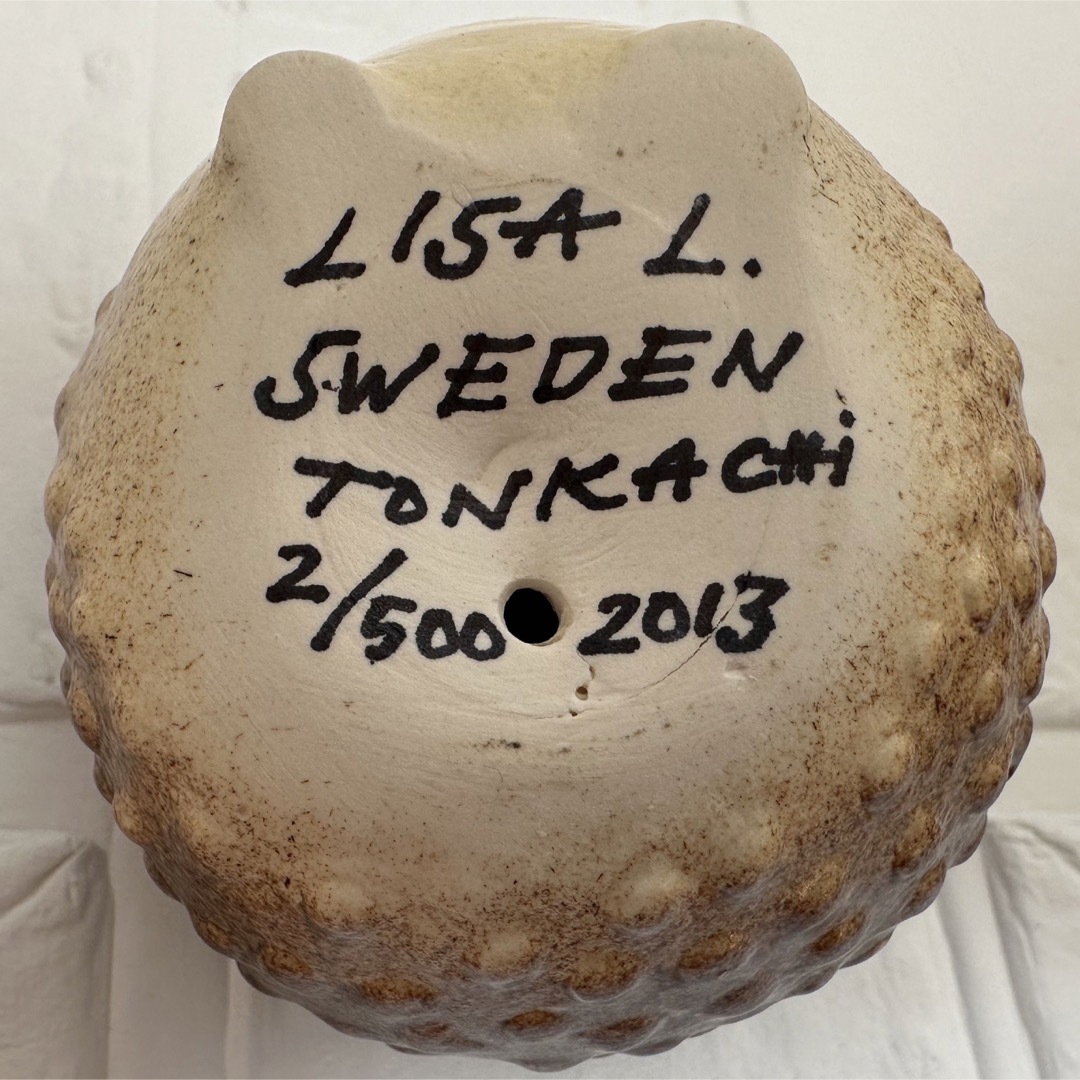 LISA L.
SWEDEN
TONKACHi
2/500 2013